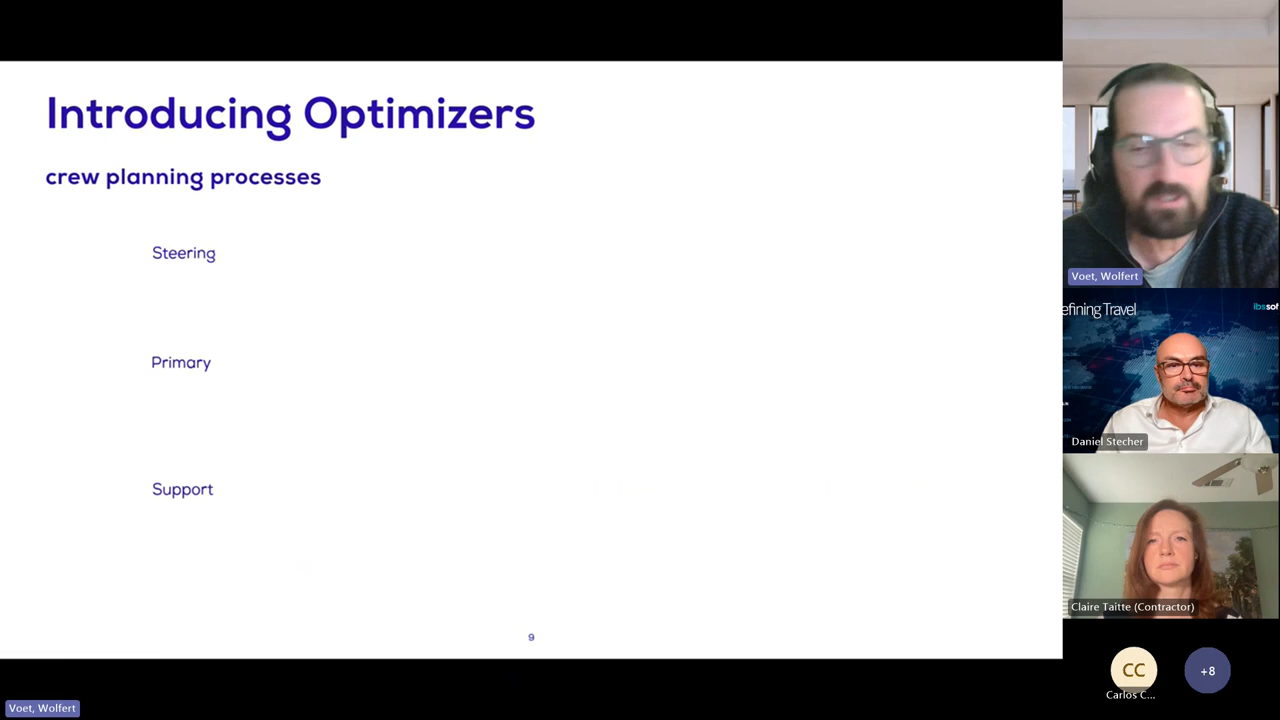 Introducing Optimizers
crew planning processes
Steering
Primary
Support
9
Voet, Wolfert
efining Travel
ibssof
Daniel Stecher
Claire Taitte (Contractor)
CC
+8
Carlos C...
Voet, Wolfert